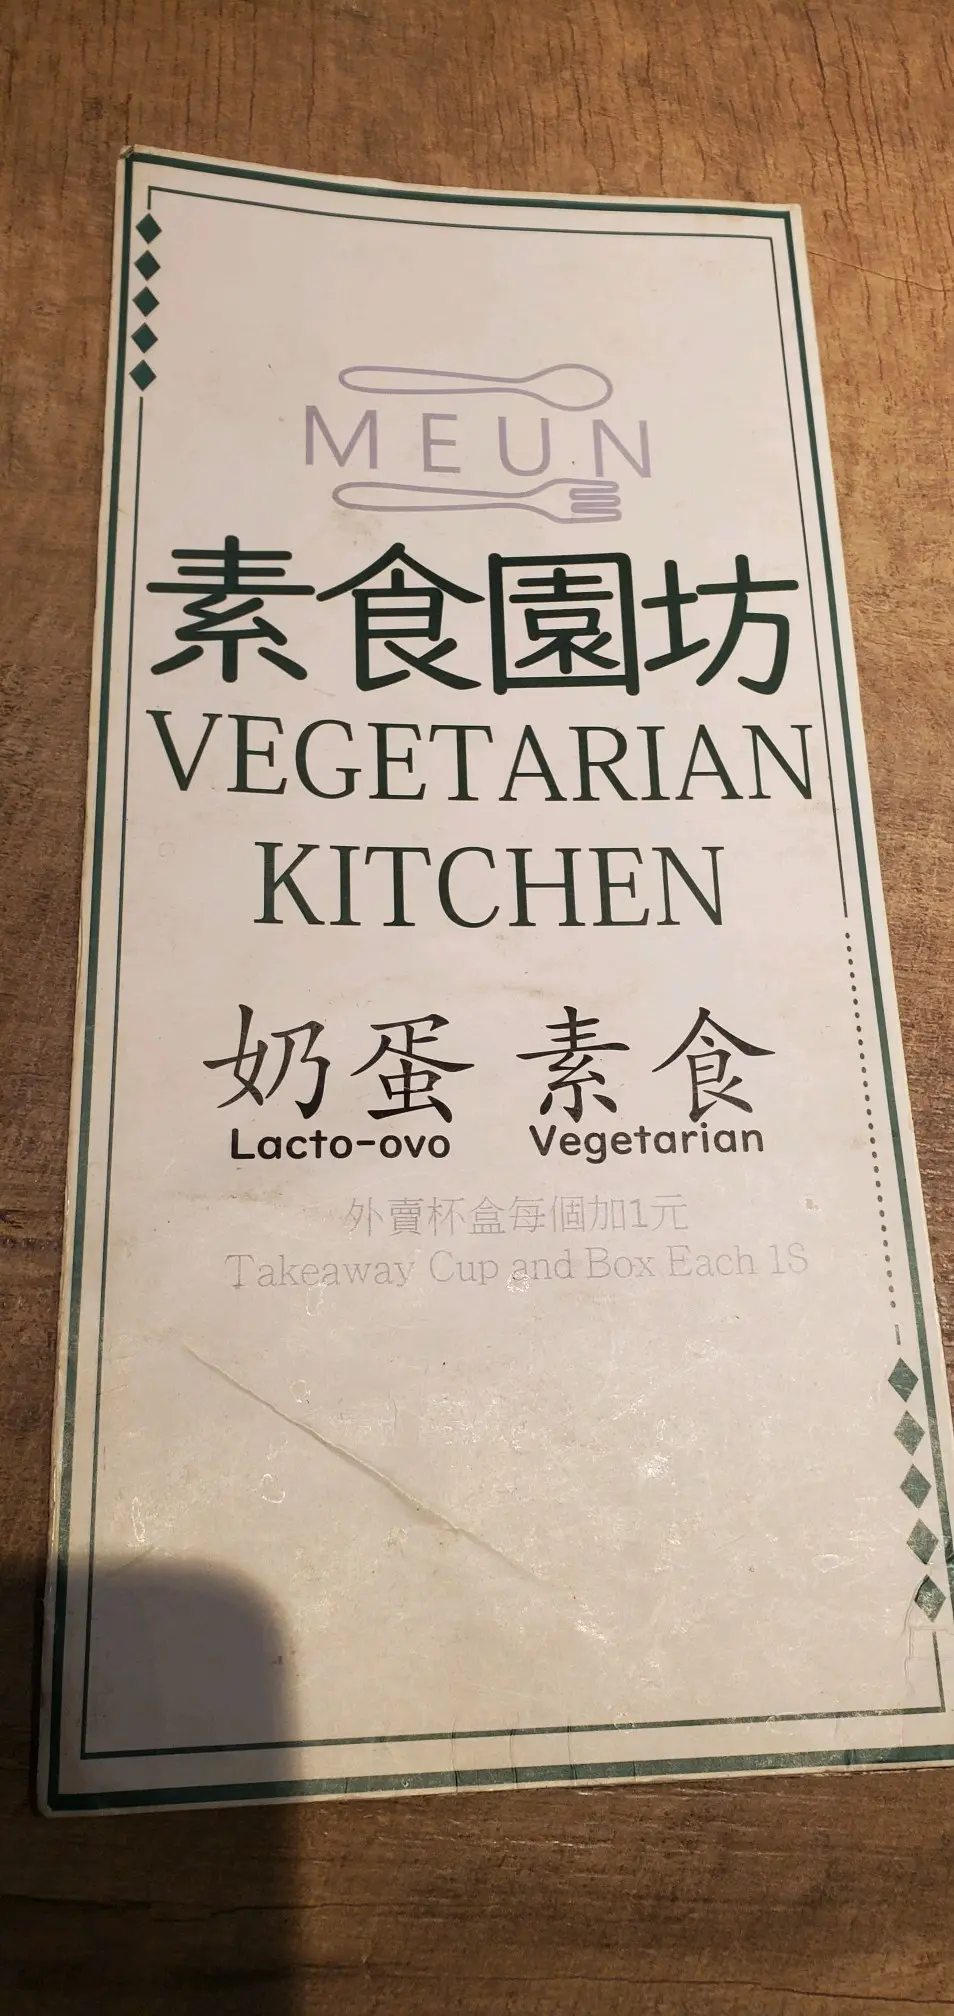 MEUN
素食園坊
VEGETARIAN
KITCHEN
奶蛋 素食
Lacto-ovo Vegetarian
外賣杯盒每個加1元
Takeaway Cup and Box Each 1S